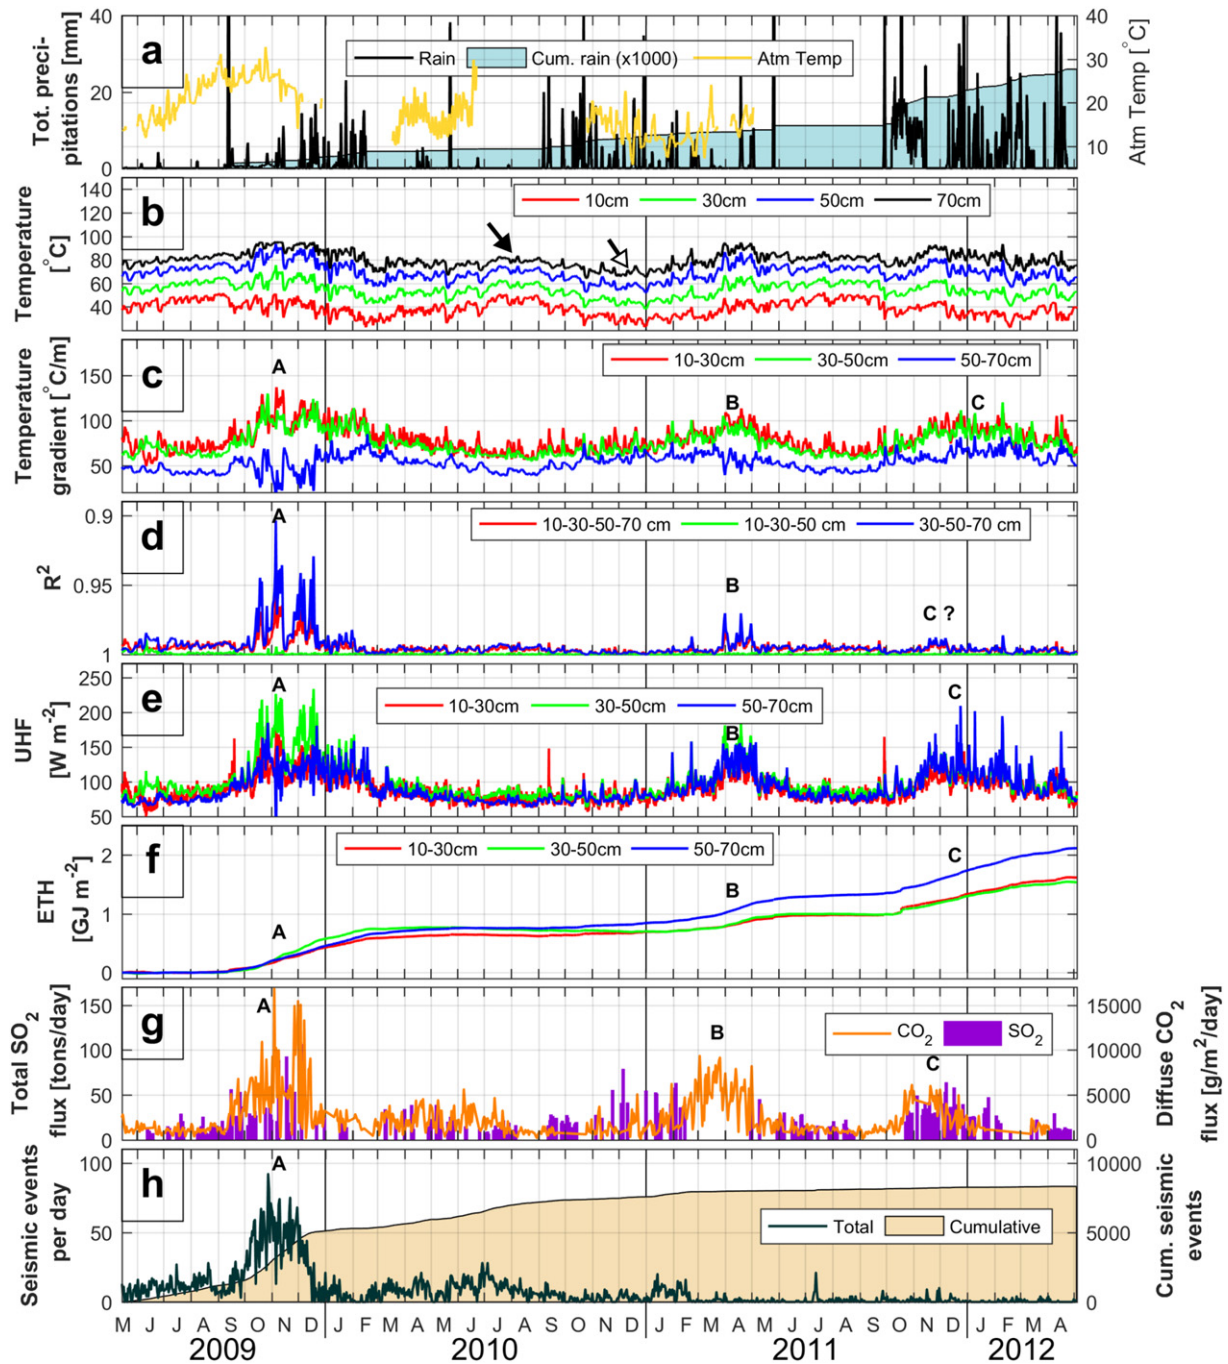 a
Tot. preci-
pitations [mm]
40
20
0
Rain
Cum. rain (x1000)
Atm Temp
40
30
20
10
Atm Temp [°C]
b
Temperature
[°C]
140
120
100
80
60
40
10cm
30cm
50cm
70cm
c
Temperature
gradient [°C/m]
150
100
50
10-30cm
30-50cm
50-70cm
A
B
C
d
R2
0.9
0.95
1
10-30-50-70 cm
10-30-50 cm
30-50-70 cm
A
B
C ?
e
UHF
[W m-2]
250
200
150
100
50
10-30cm
30-50cm
50-70cm
A
B
C
f
ETH
[GJ m-2]
2
1
0
10-30cm
30-50cm
50-70cm
A
B
C
g
Total SO2
flux [tons/day]
150
100
50
0
CO2
SO2
A
B
C
15000
10000
5000
0
Diffuse CO2
flux [g/m2/day]
h
Seismic events
per day
100
50
0
Total
Cumulative
A
10000
5000
0
Cum. seismic
events
M J J A S O N D J F M A M J J A S O N D J F M A M J J A S O N D J F M A
2009 2010 2011 2012